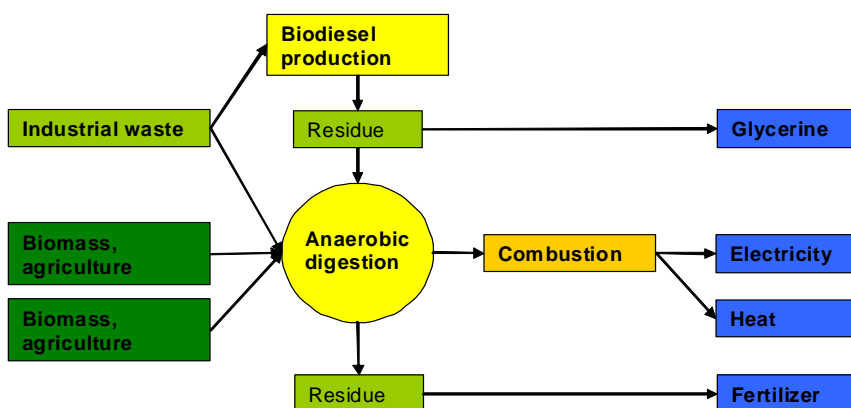 Biodiesel
production
Industrial waste
Residue
Glycerine
Biomass,
agriculture
Anaerobic
digestion
Combustion
Electricity
Biomass,
agriculture
Heat
Residue
Fertilizer